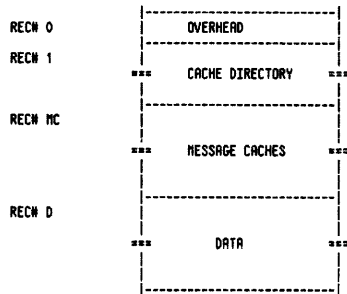 REC# 0 OVERHEAD
REC# 1
=== CACHE DIRECTORY ===
REC# MC
=== MESSAGE CACHES ===
REC# D
=== DATA ===